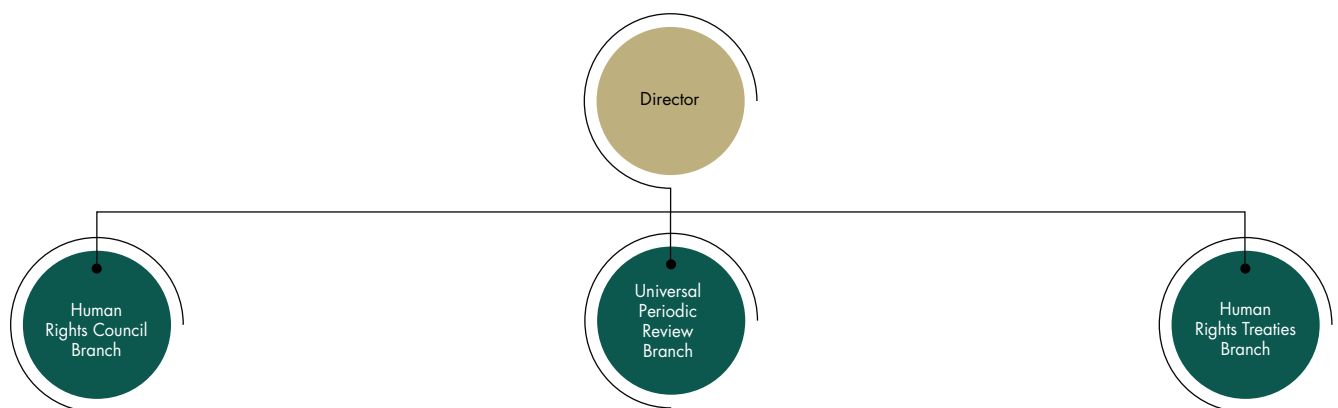 Director
Human
Rights Council
Branch
Universal
Periodic
Review
Branch
Human
Rights Treaties
Branch